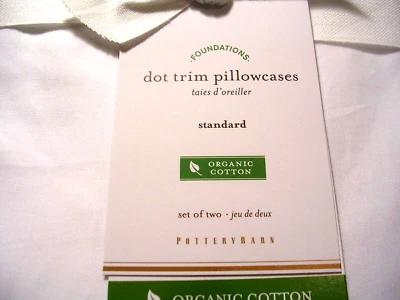 ·FOUNDATIONS·
dot trim pillowcases
taies d'oreiller
standard
ORGANIC
COTTON
set of two · jeu de deux
POTTERY BARN
ORGANIC COTTON